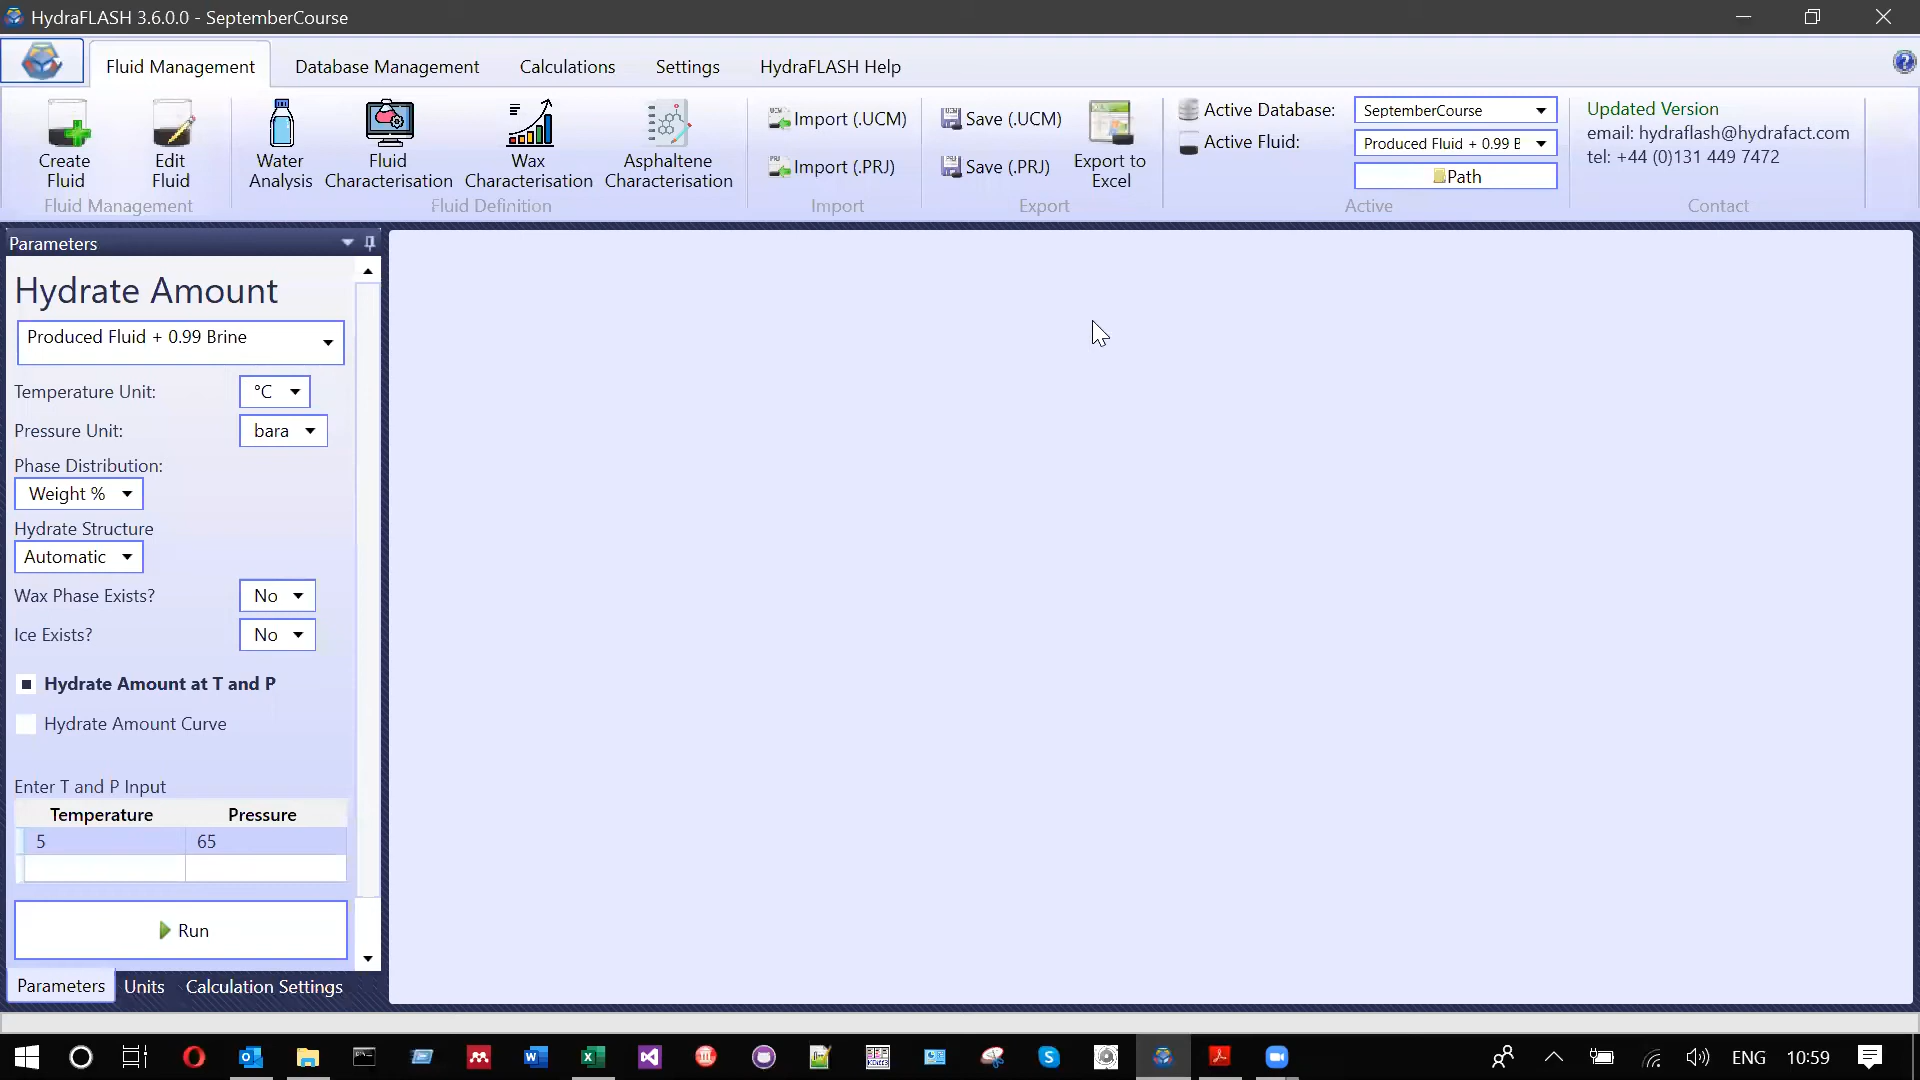 HydraFLASH 3.6.0.0 - SeptemberCourse
Fluid Management
Database Management
Calculations
Settings
HydraFLASH Help
Create
Fluid
Edit
Fluid
Fluid Management
Water
Analysis
Fluid
Characterisation
Wax
Characterisation
Asphaltene
Characterisation
Fluid Definition
Import (.UCM)
Import (.PRJ)
Import
Save (.UCM)
Save (.PRJ)
Export to
Excel
Export
Active Database:
SeptemberCourse
Active Fluid:
Produced Fluid + 0.99 B
Path
Active
Updated Version
email: hydraflash@hydrafact.com
tel: +44 (0)131 449 7472
Contact
Parameters
Hydrate Amount
Produced Fluid + 0.99 Brine
Temperature Unit:
°C
Pressure Unit:
bara
Phase Distribution:
Weight %
Hydrate Structure
Automatic
Wax Phase Exists?
No
Ice Exists?
No
Hydrate Amount at T and P
Hydrate Amount Curve
Enter T and P Input
Temperature Pressure
5 65
Run
Parameters
Units
Calculation Settings
ENG
10:59